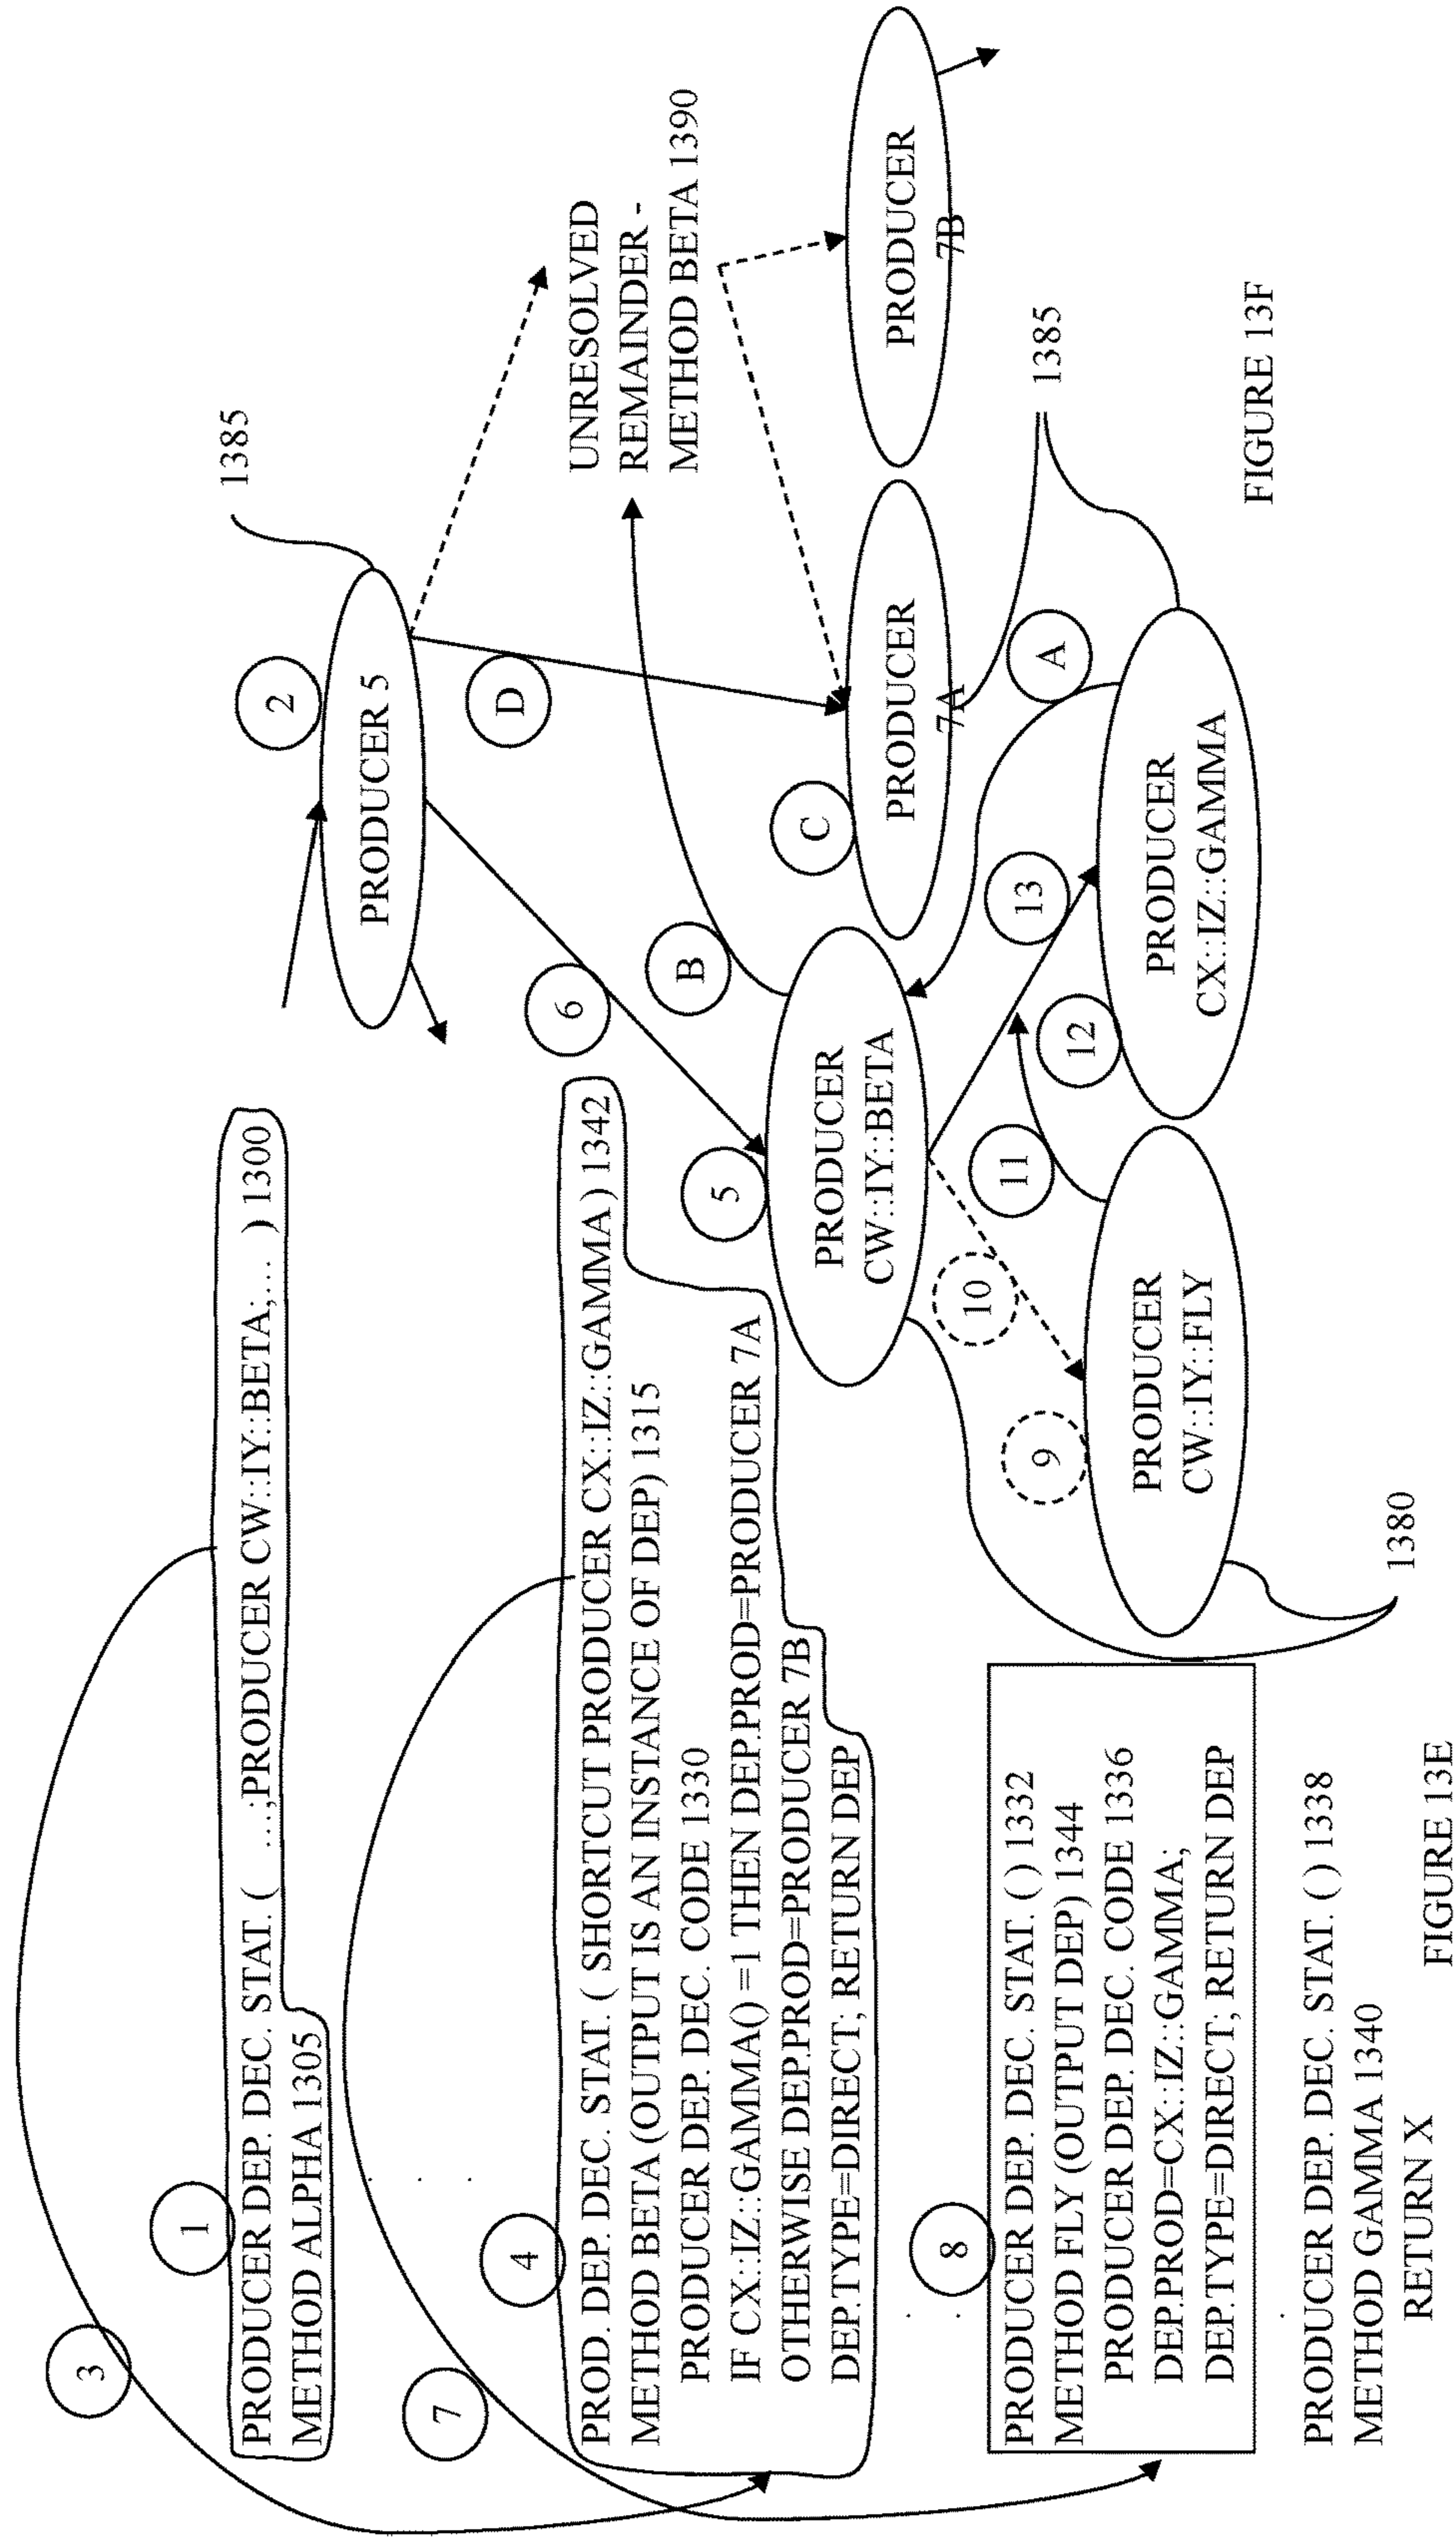 1
PRODUCER DEP. DEC. STAT. ( ....;PRODUCER CW::IY::BETA;... ) 1300
METHOD ALPHA 1305
3
7
4
PROD. DEP. DEC. STAT. ( SHORTCUT PRODUCER CX::IZ::GAMMA ) 1342
METHOD BETA (OUTPUT IS AN INSTANCE OF DEP) 1315
PRODUCER DEP. DEC. CODE 1330
IF CX::IZ::GAMMA() =1 THEN DEP.PROD=PRODUCER 7A
OTHERWISE DEP.PROD=PRODUCER 7B
DEP.TYPE=DIRECT; RETURN DEP
8
PRODUCER DEP. DEC. STAT. ( ) 1332
METHOD FLY (OUTPUT DEP) 1344
PRODUCER DEP. DEC. CODE 1336
DEP.PROD=CX::IZ::GAMMA;
DEP.TYPE=DIRECT; RETURN DEP
PRODUCER DEP. DEC. STAT. ( ) 1338
METHOD GAMMA 1340
RETURN X
FIGURE 13E
1385
2
PRODUCER 5
D
6
UNRESOLVED
REMAINDER -
METHOD BETA 1390
B
5
C
PRODUCER
CW::IY::BETA
PRODUCER
7A
PRODUCER
7B
10
11
13
A
1385
9
12
PRODUCER
CW::IY::FLY
PRODUCER
CX::IZ::GAMMA
1380
FIGURE 13F